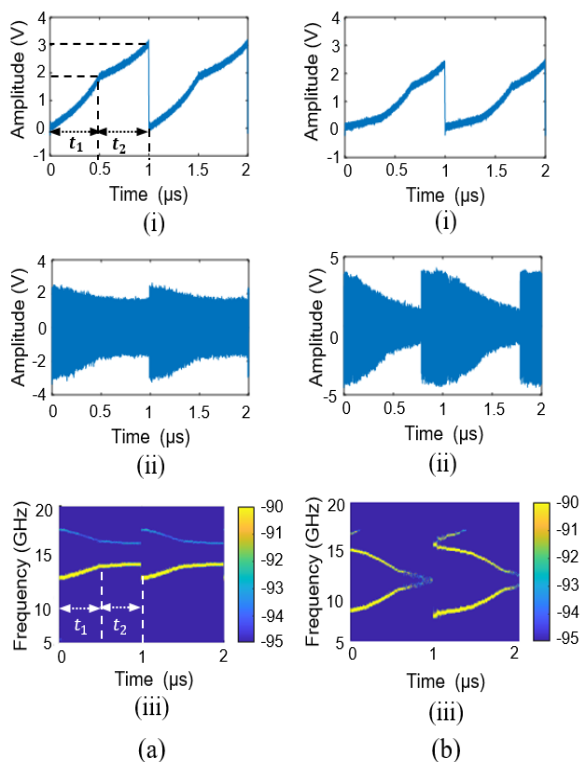 4
3
2
1
0
-1
Amplitude (V)
t₁
t₂
0
0.5
1
1.5
2
Time (μs)
(i)
4
3
2
1
0
-1
Amplitude (V)
0
0.5
1
1.5
2
Time (μs)
(i)
4
2
0
-2
-4
Amplitude (V)
0
0.5
1
1.5
2
Time (μs)
(ii)
5
0
-5
Amplitude (V)
0
0.5
1
1.5
2
Time (μs)
(ii)
20
15
10
5
Frequency (GHz)
t₁
t₂
0
1
2
Time (μs)
-90
-91
-92
-93
-94
-95
(iii)
20
15
10
5
Frequency (GHz)
0
1
2
Time (μs)
-90
-91
-92
-93
-94
-95
(iii)
(a)
(b)